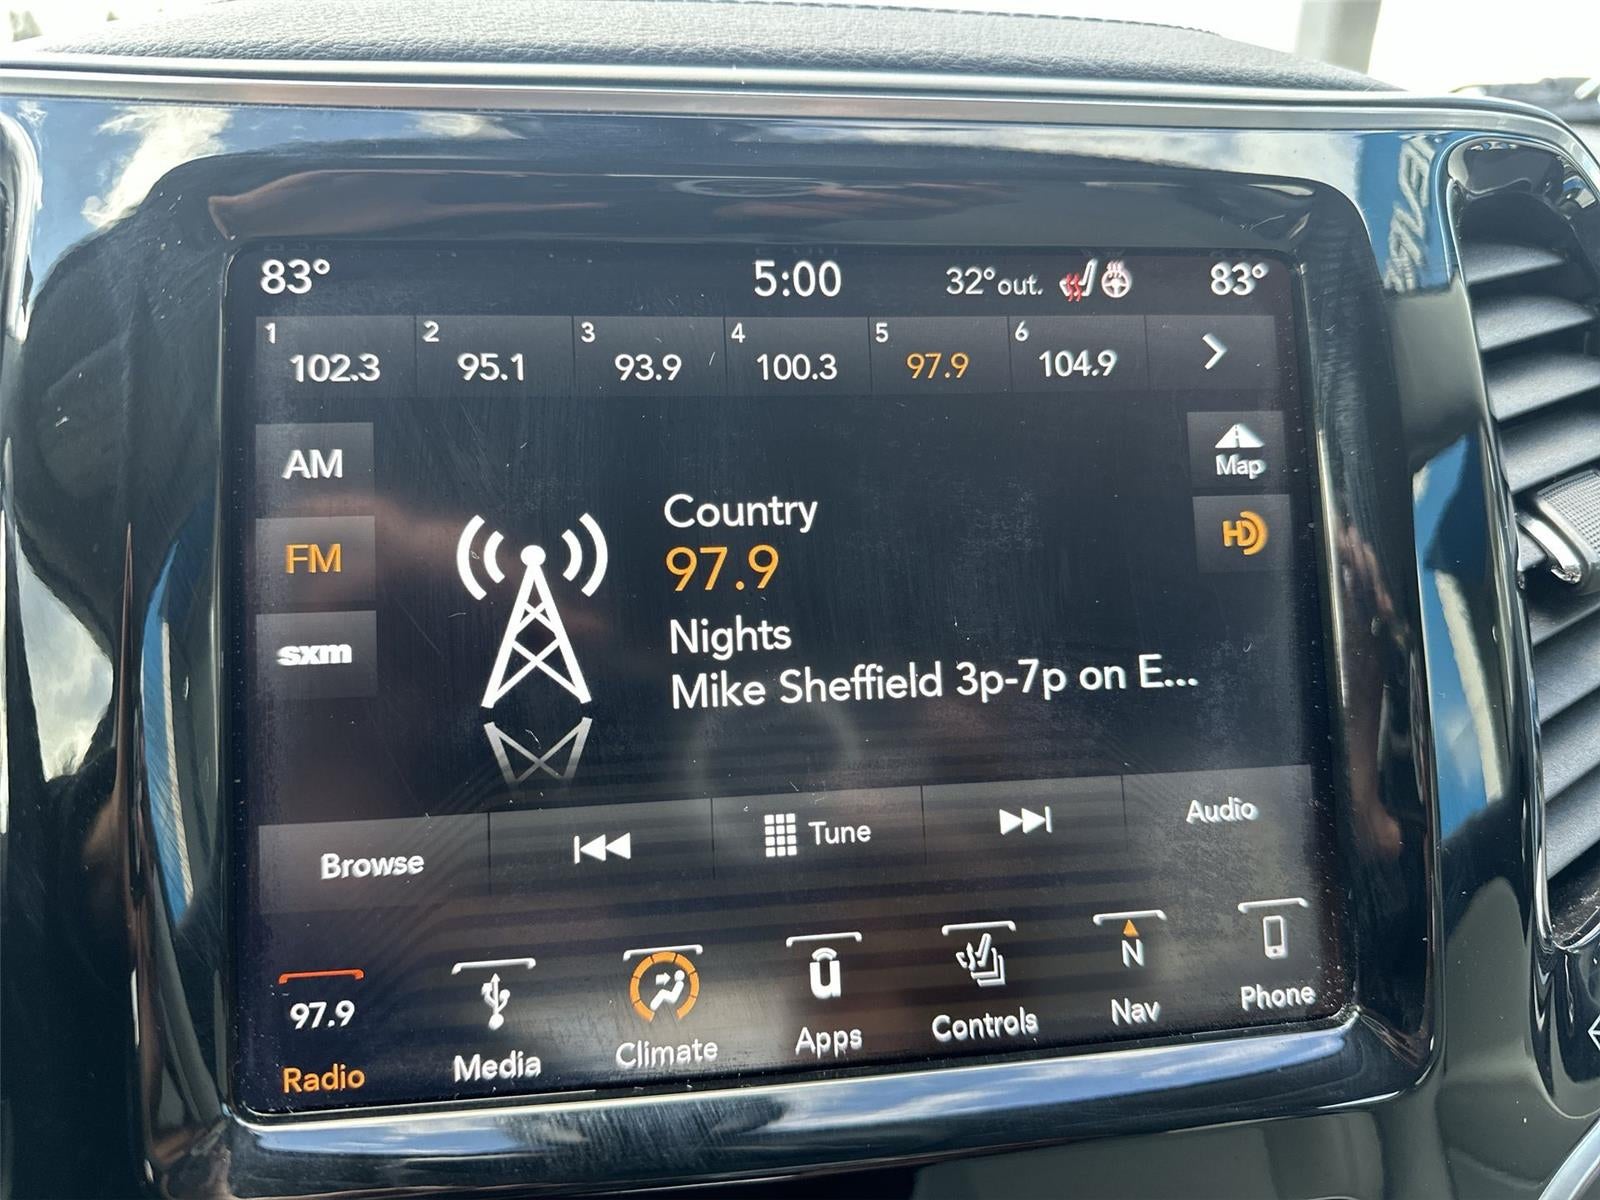 83° 5:00 32°out. 83°
1 2 3 4 5 6
102.3 95.1 93.9 100.3 97.9 104.9
AM
Map
Country
FM
97.9
HD
Nights
sxm
Mike Sheffield 3p-7p on E...
Browse Tune Audio
97.9 u N
Radio Media Climate Apps Controls Nav Phone